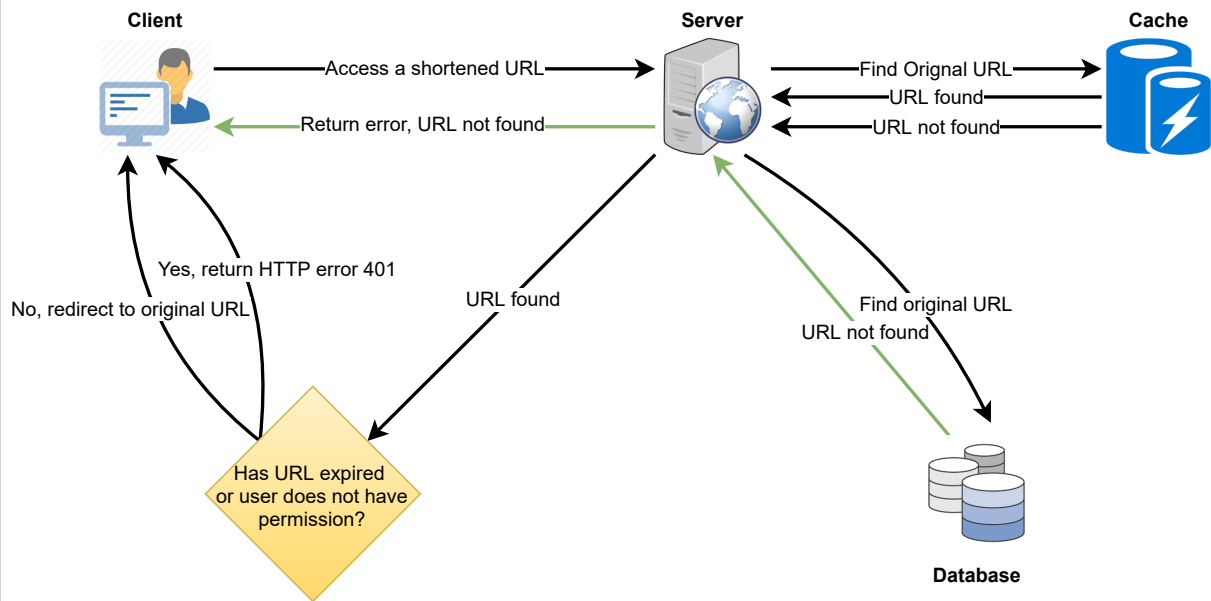 Client
Server
Cache
Access a shortened URL
Find Orignal URL
URL found
Return error, URL not found
URL not found
Yes, return HTTP error 401
No, redirect to original URL
URL found
Find original URL
URL not found
Has URL expired
or user does not have
permission?
Database